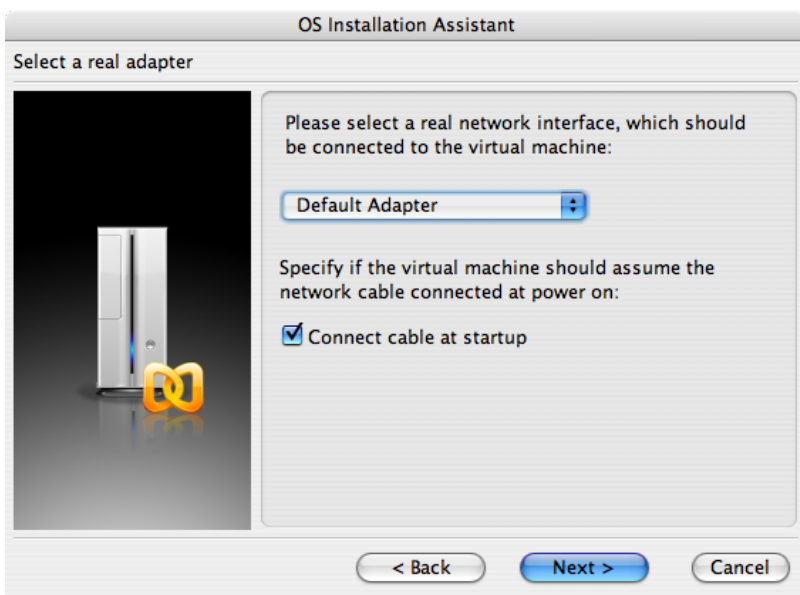 OS Installation Assistant
Select a real adapter
Please select a real network interface, which should
be connected to the virtual machine:
Default Adapter
Specify if the virtual machine should assume the
network cable connected at power on:
Connect cable at startup
< Back
Next >
Cancel